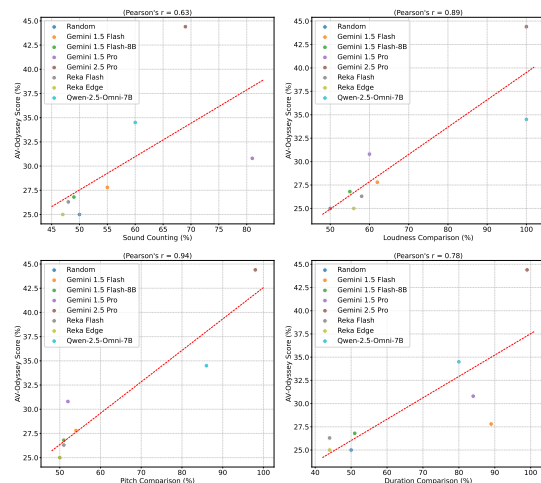 (Pearson's r = 0.63)
AV-Odyssey Score (%)
45.0
42.5
40.0
37.5
35.0
32.5
30.0
27.5
25.0
Random
Gemini 1.5 Flash
Gemini 1.5 Flash-8B
Gemini 1.5 Pro
Gemini 2.5 Pro
Reka Flash
Reka Edge
Qwen-2.5-Omni-7B
45 50 55 60 65 70 75 80
Sound Counting (%)
(Pearson's r = 0.89)
AV-Odyssey Score (%)
45.0
42.5
40.0
37.5
35.0
32.5
30.0
27.5
25.0
Random
Gemini 1.5 Flash
Gemini 1.5 Flash-8B
Gemini 1.5 Pro
Gemini 2.5 Pro
Reka Flash
Reka Edge
Qwen-2.5-Omni-7B
50 60 70 80 90 100
Loudness Comparison (%)
(Pearson's r = 0.94)
AV-Odyssey Score (%)
45.0
42.5
40.0
37.5
35.0
32.5
30.0
27.5
25.0
Random
Gemini 1.5 Flash
Gemini 1.5 Flash-8B
Gemini 1.5 Pro
Gemini 2.5 Pro
Reka Flash
Reka Edge
Qwen-2.5-Omni-7B
50 60 70 80 90 100
Pitch Comparison (%)
(Pearson's r = 0.78)
AV-Odyssey Score (%)
45.0
42.5
40.0
37.5
35.0
32.5
30.0
27.5
25.0
Random
Gemini 1.5 Flash
Gemini 1.5 Flash-8B
Gemini 1.5 Pro
Gemini 2.5 Pro
Reka Flash
Reka Edge
Qwen-2.5-Omni-7B
40 50 60 70 80 90 100
Duration Comparison (%)